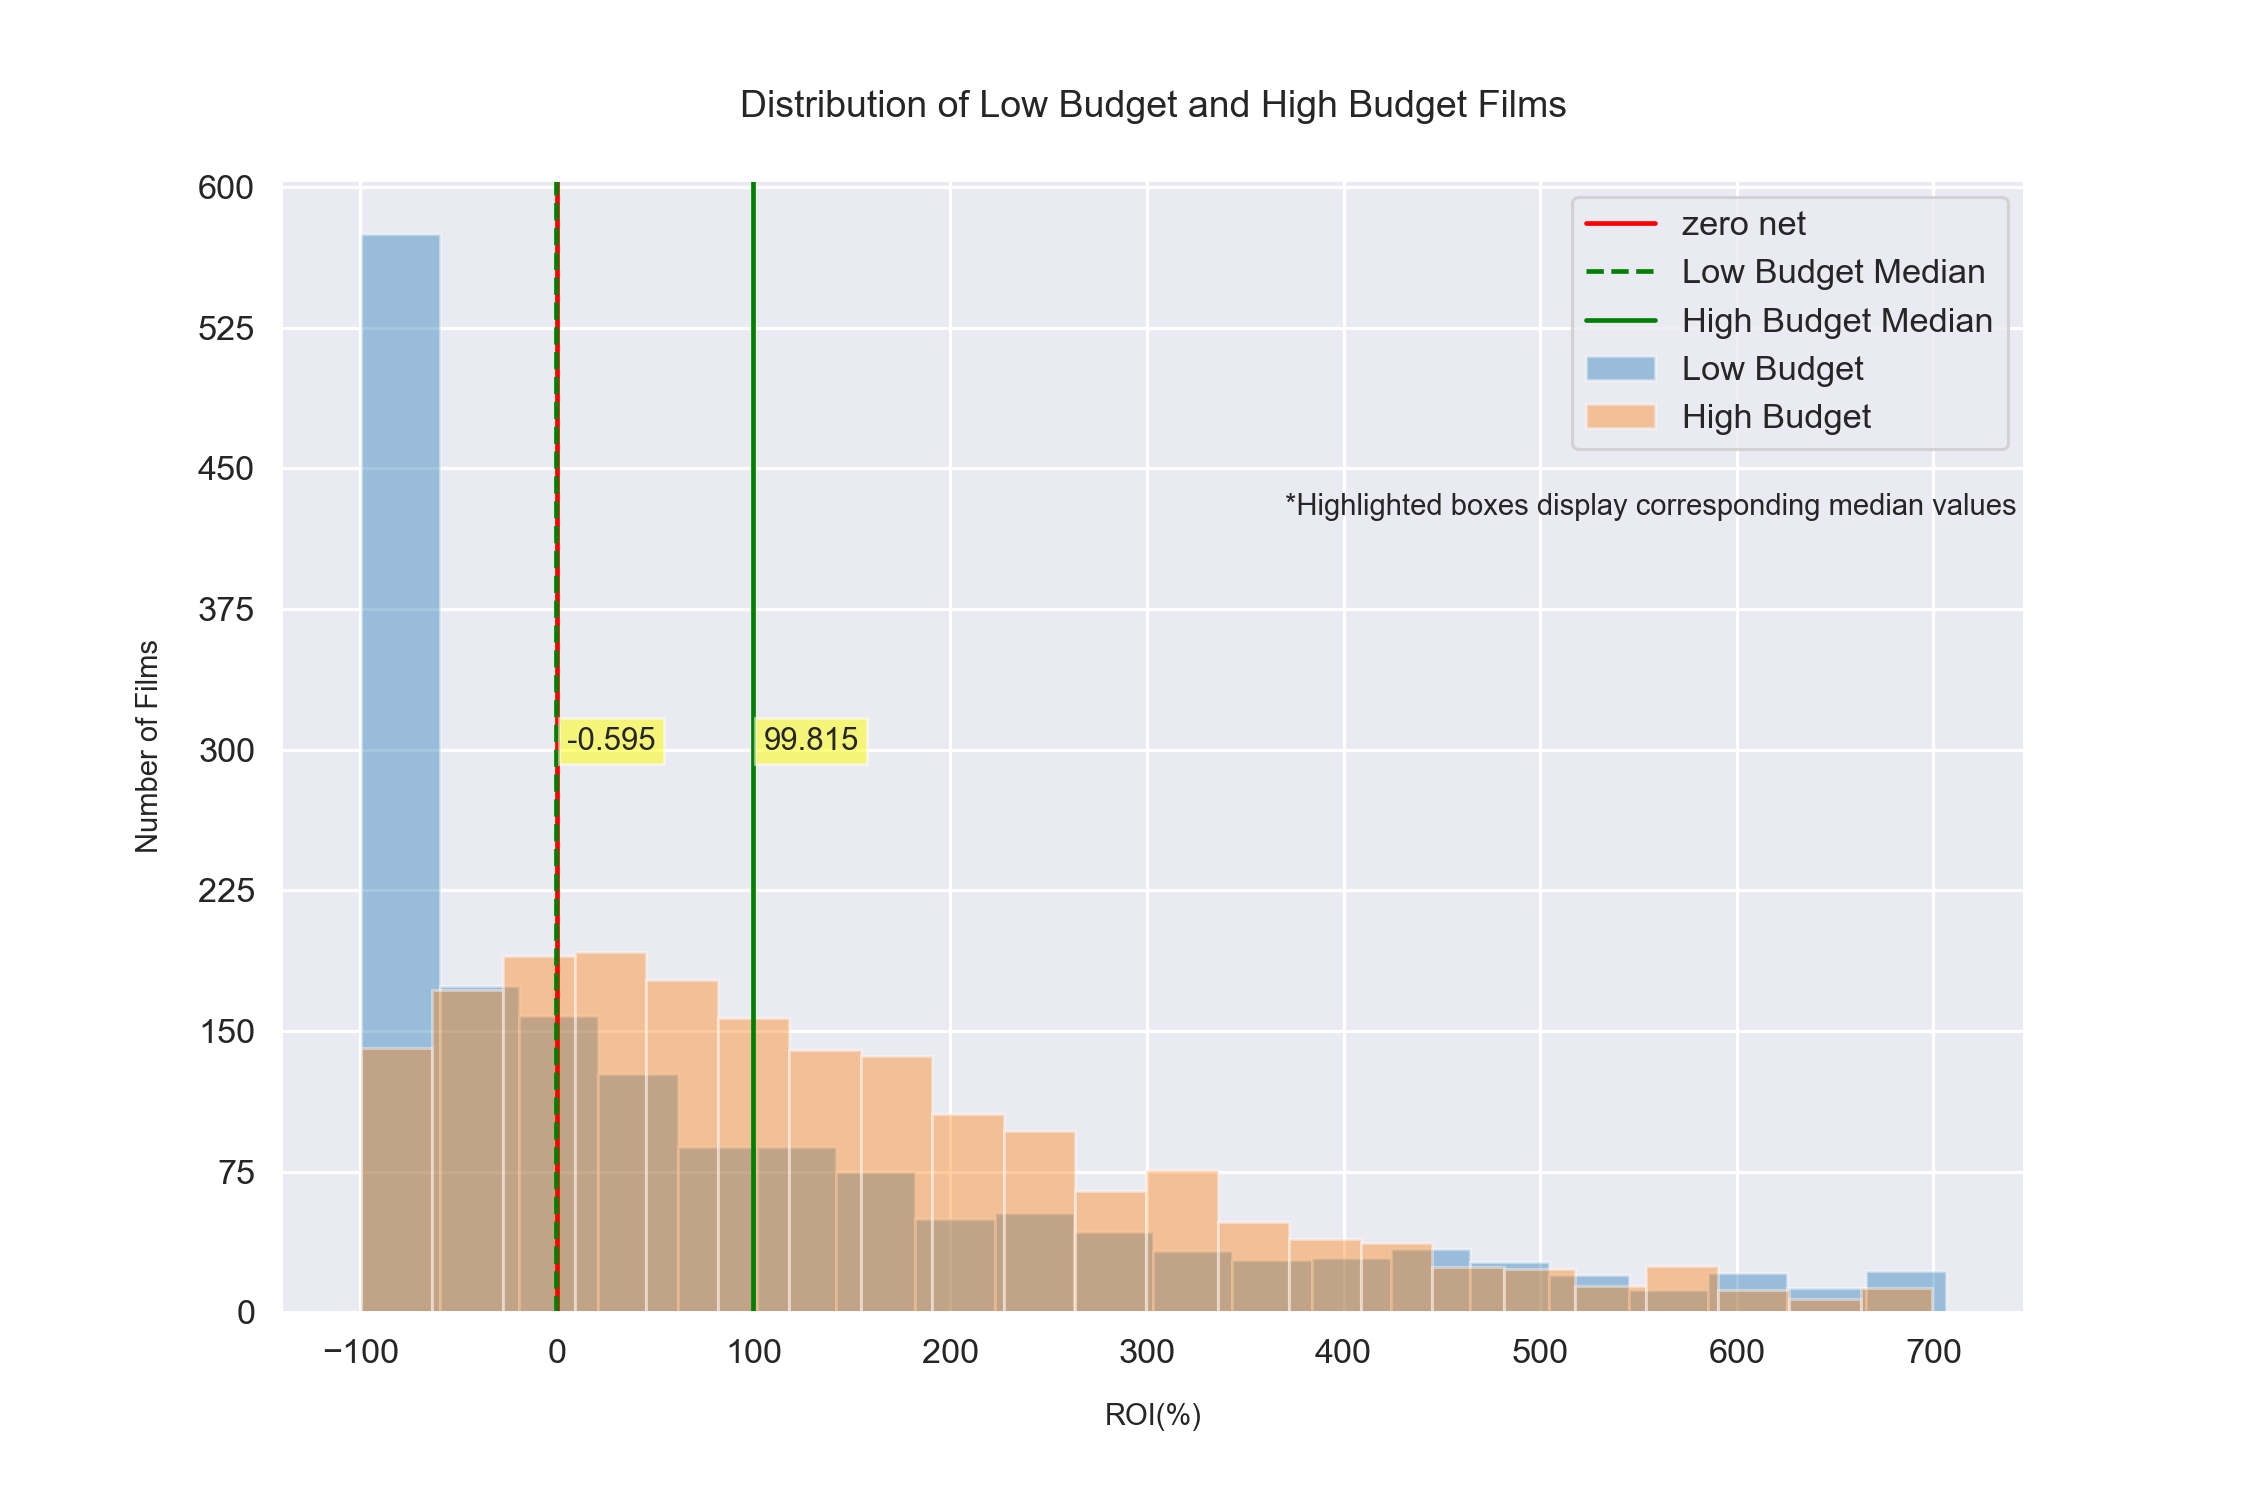 Distribution of Low Budget and High Budget Films
600
525
450
375
300
225
150
75
0
Number of Films
zero net
Low Budget Median
High Budget Median
Low Budget
High Budget
*Highlighted boxes display corresponding median values
-0.595
99.815
−100 0 100 200 300 400 500 600 700
ROI(%)